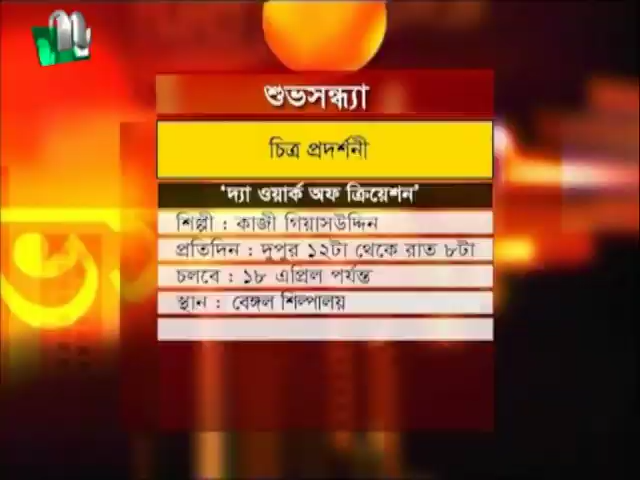 শুভসন্ধ্যা
চিত্র প্রদর্শনী
‘দ্যা ওয়ার্ক অফ ক্রিয়েশন’
শিল্পী : কাজী গিয়াসউদ্দিন
প্রতিদিন : দুপুর ১২টা থেকে রাত ৮টা
চলবে : ১৮ এপ্রিল পর্যন্ত
স্থান : বেঙ্গল শিল্পালয়